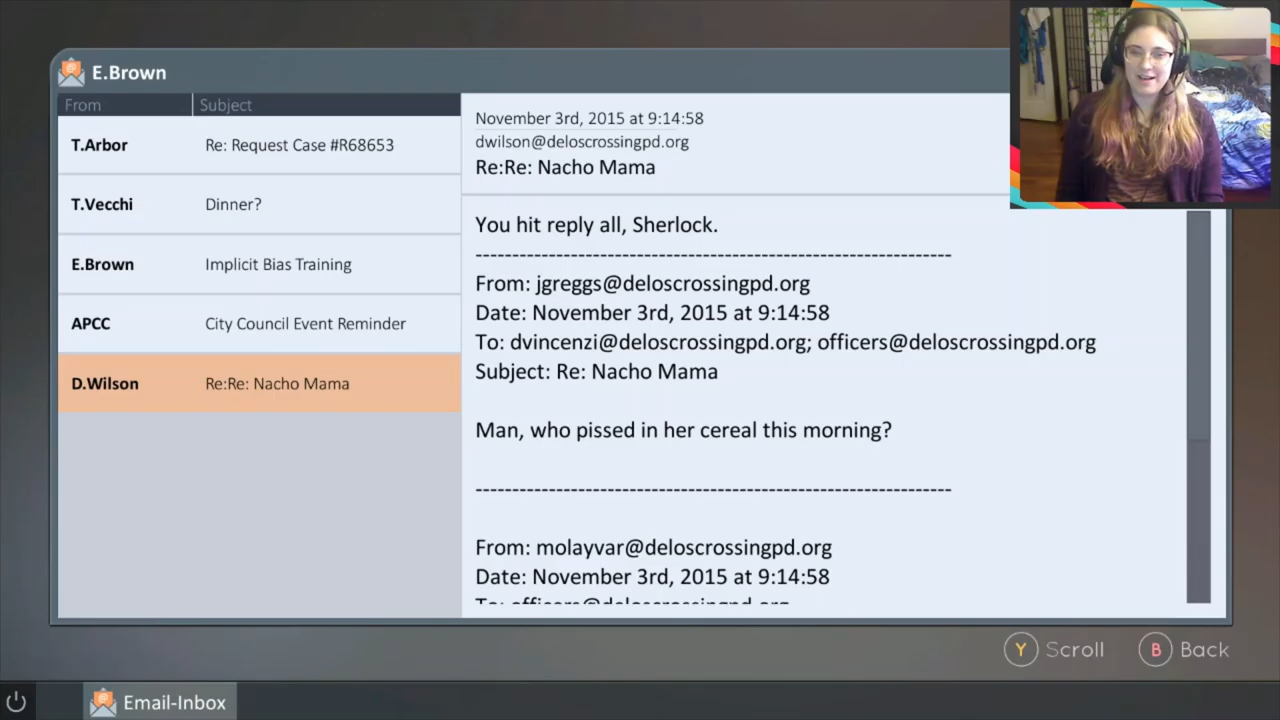 E.Brown
From Subject
T.Arbor Re: Request Case #R68653
T.Vecchi Dinner?
E.Brown Implicit Bias Training
APCC City Council Event Reminder
D.Wilson Re:Re: Nacho Mama
November 3rd, 2015 at 9:14:58
dwilson@deloscrossingpd.org
Re:Re: Nacho Mama
You hit reply all, Sherlock.
----------------------------------------------------------------
From: jgreggs@deloscrossingpd.org
Date: November 3rd, 2015 at 9:14:58
To: dvincenzi@deloscrossingpd.org; officers@deloscrossingpd.org
Subject: Re: Nacho Mama
Man, who pissed in her cereal this morning?
----------------------------------------------------------------
From: molayvar@deloscrossingpd.org
Date: November 3rd, 2015 at 9:14:58
To: officers@deloscrossingpd.org
Y Scroll B Back
Email-Inbox